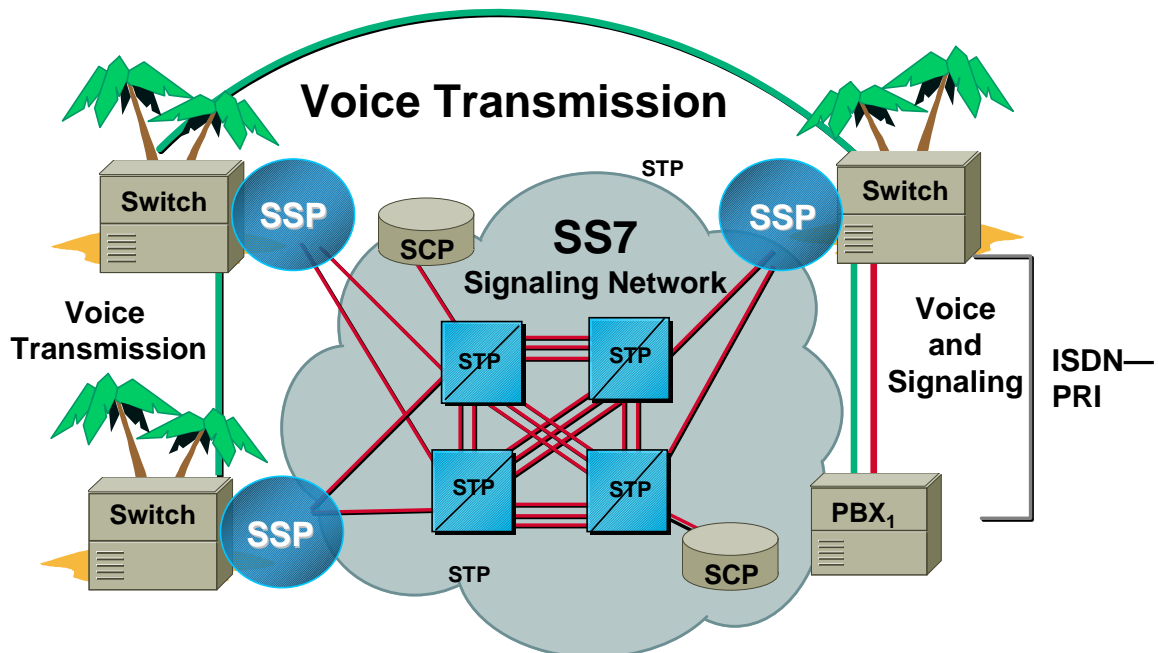 Voice Transmission
STP
Switch
SSP
SCP
SS7
Signaling Network
SSP
Switch
Voice
Transmission
STP
STP
Voice
and
Signaling
ISDN—
PRI
STP
STP
Switch
SSP
STP
SCP
PBX1